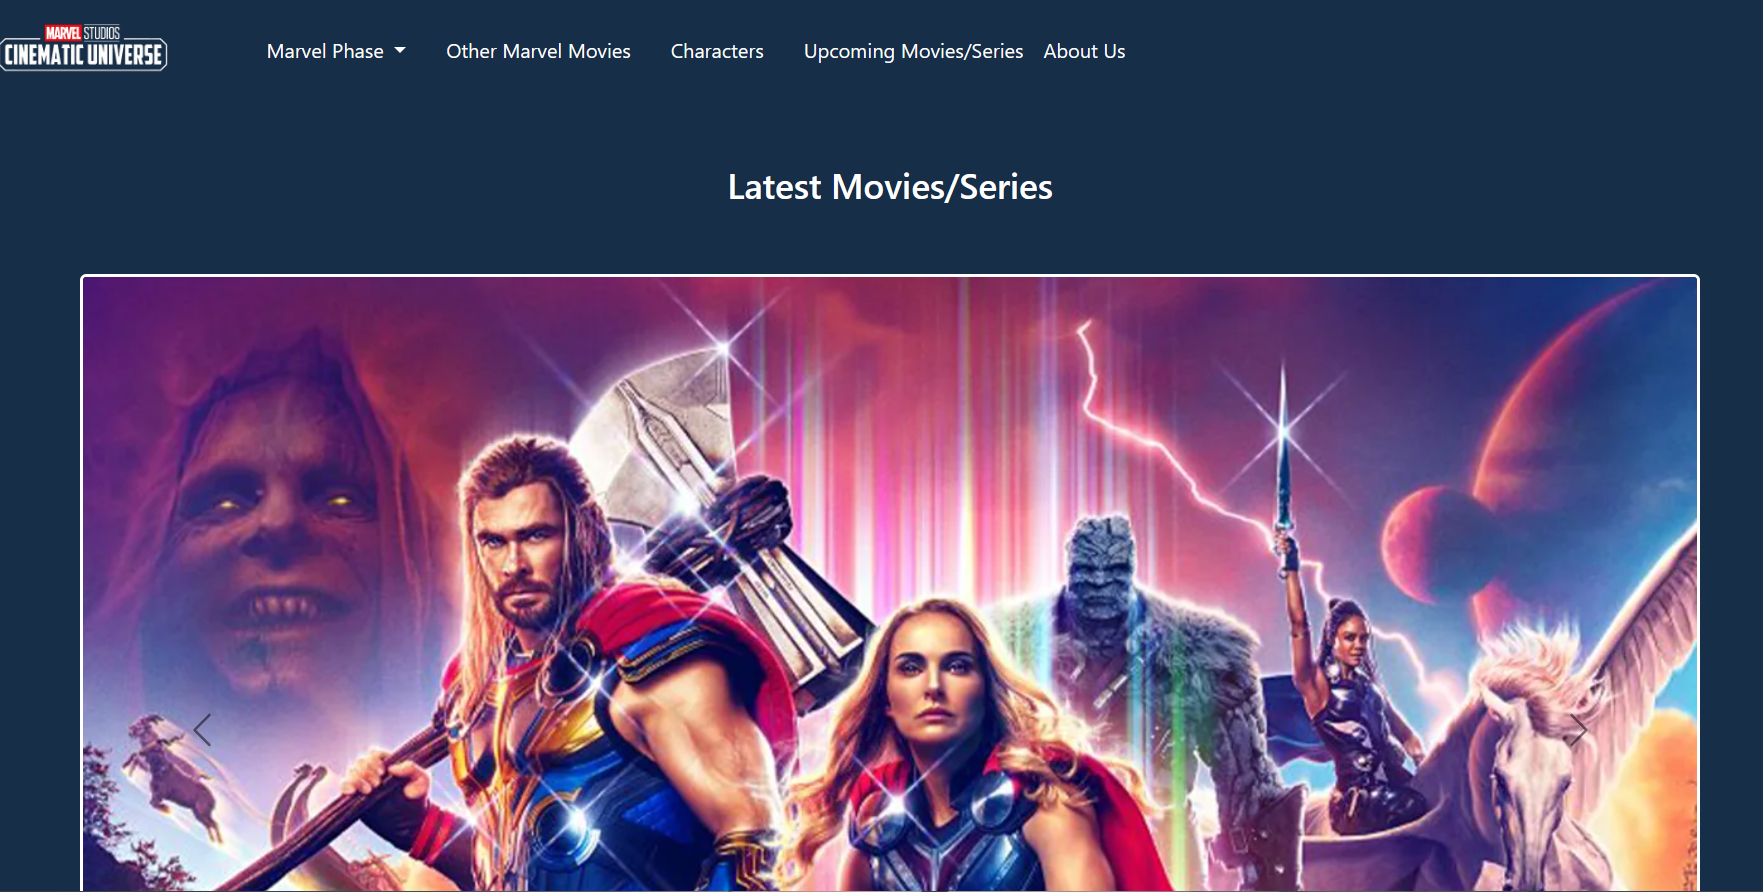 MARVEL STUDIOS
CINEMATIC UNIVERSE
Marvel Phase Other Marvel Movies Characters Upcoming Movies/Series About Us
Latest Movies/Series